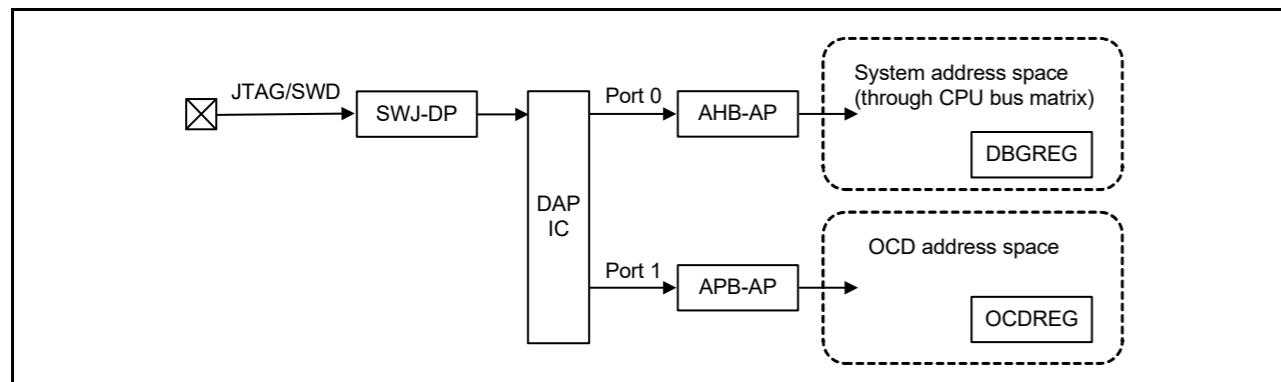 JTAG/SWD
SWJ-DP
DAP
IC
Port 0
AHB-AP
System address space
(through CPU bus matrix)
DBGREG
Port 1
APB-AP
OCD address space
OCDREG